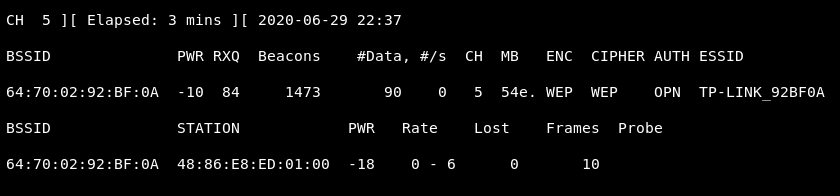 CH  5 ][ Elapsed: 3 mins ][ 2020-06-29 22:37
BSSID              PWR RXQ  Beacons    #Data, #/s  CH  MB   ENC  CIPHER AUTH ESSID
64:70:02:92:BF:0A  -10  84     1473       90    0   5  54e. WEP  WEP    OPN  TP-LINK_92BF0A
BSSID              STATION            PWR   Rate    Lost    Frames  Probe
64:70:02:92:BF:0A  48:86:E8:ED:01:00  -18    0 - 6      0       10